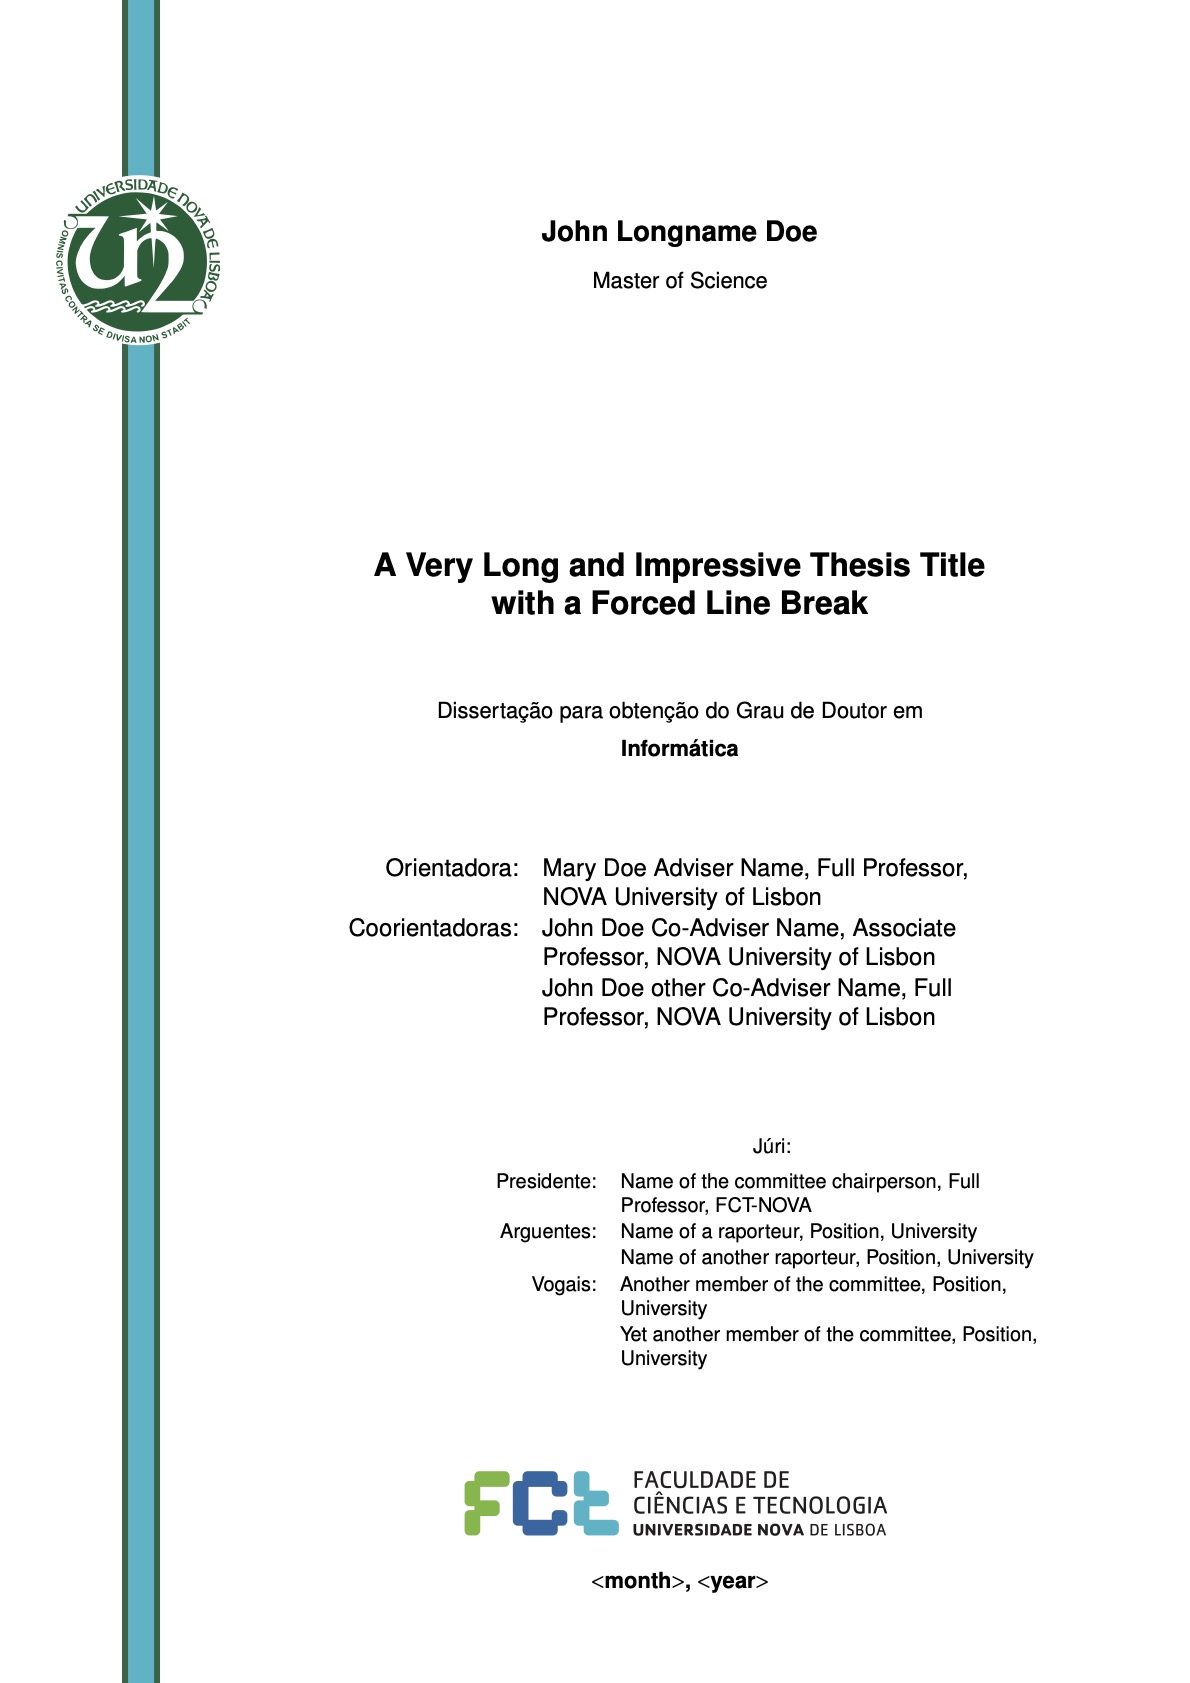 UNIVERSIDADE NOVA DE LISBOA
OMNIS CIVITAS CONTRA SE DIVISA NON STABIT
John Longname Doe
Master of Science
A Very Long and Impressive Thesis Title
with a Forced Line Break
Dissertação para obtenção do Grau de Doutor em
Informática
Orientadora: Mary Doe Adviser Name, Full Professor,
NOVA University of Lisbon
Coorientadoras: John Doe Co-Adviser Name, Associate
Professor, NOVA University of Lisbon
John Doe other Co-Adviser Name, Full
Professor, NOVA University of Lisbon
Júri:
Presidente: Name of the committee chairperson, Full
Professor, FCT-NOVA
Arguentes: Name of a raporteur, Position, University
Name of another raporteur, Position, University
Vogais: Another member of the committee, Position,
University
Yet another member of the committee, Position,
University
FCt FACULDADE DE
CIÊNCIAS E TECNOLOGIA
UNIVERSIDADE NOVA DE LISBOA
<month>, <year>